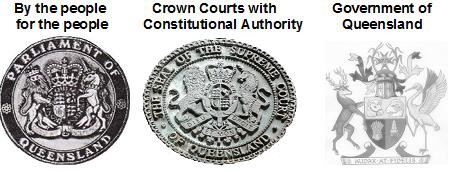 By the people
for the people
Crown Courts with
Constitutional Authority
Government of
Queensland
PARLIAMENT OF
QUEENSLAND
THE SEAL OF THE SUPREME COURT
OF QUEENSLAND
AUDAX AT FIDELIS